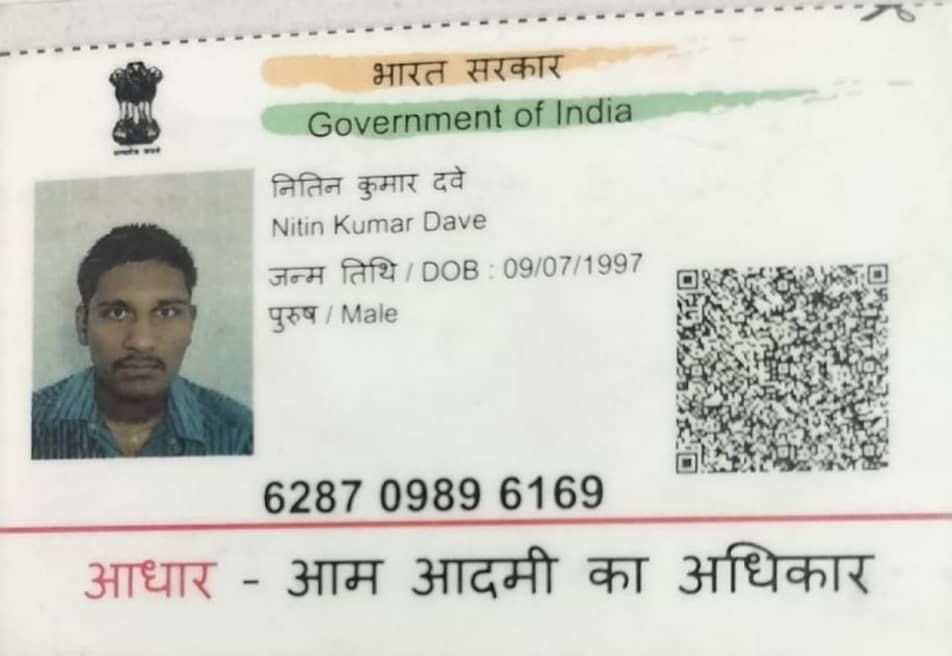 भारत सरकार
Government of India
नितिन कुमार दवे
Nitin Kumar Dave
जन्म तिथि / DOB : 09/07/1997
पुरुष / Male
6287 0989 6169
आधार - आम आदमी का अधिकार